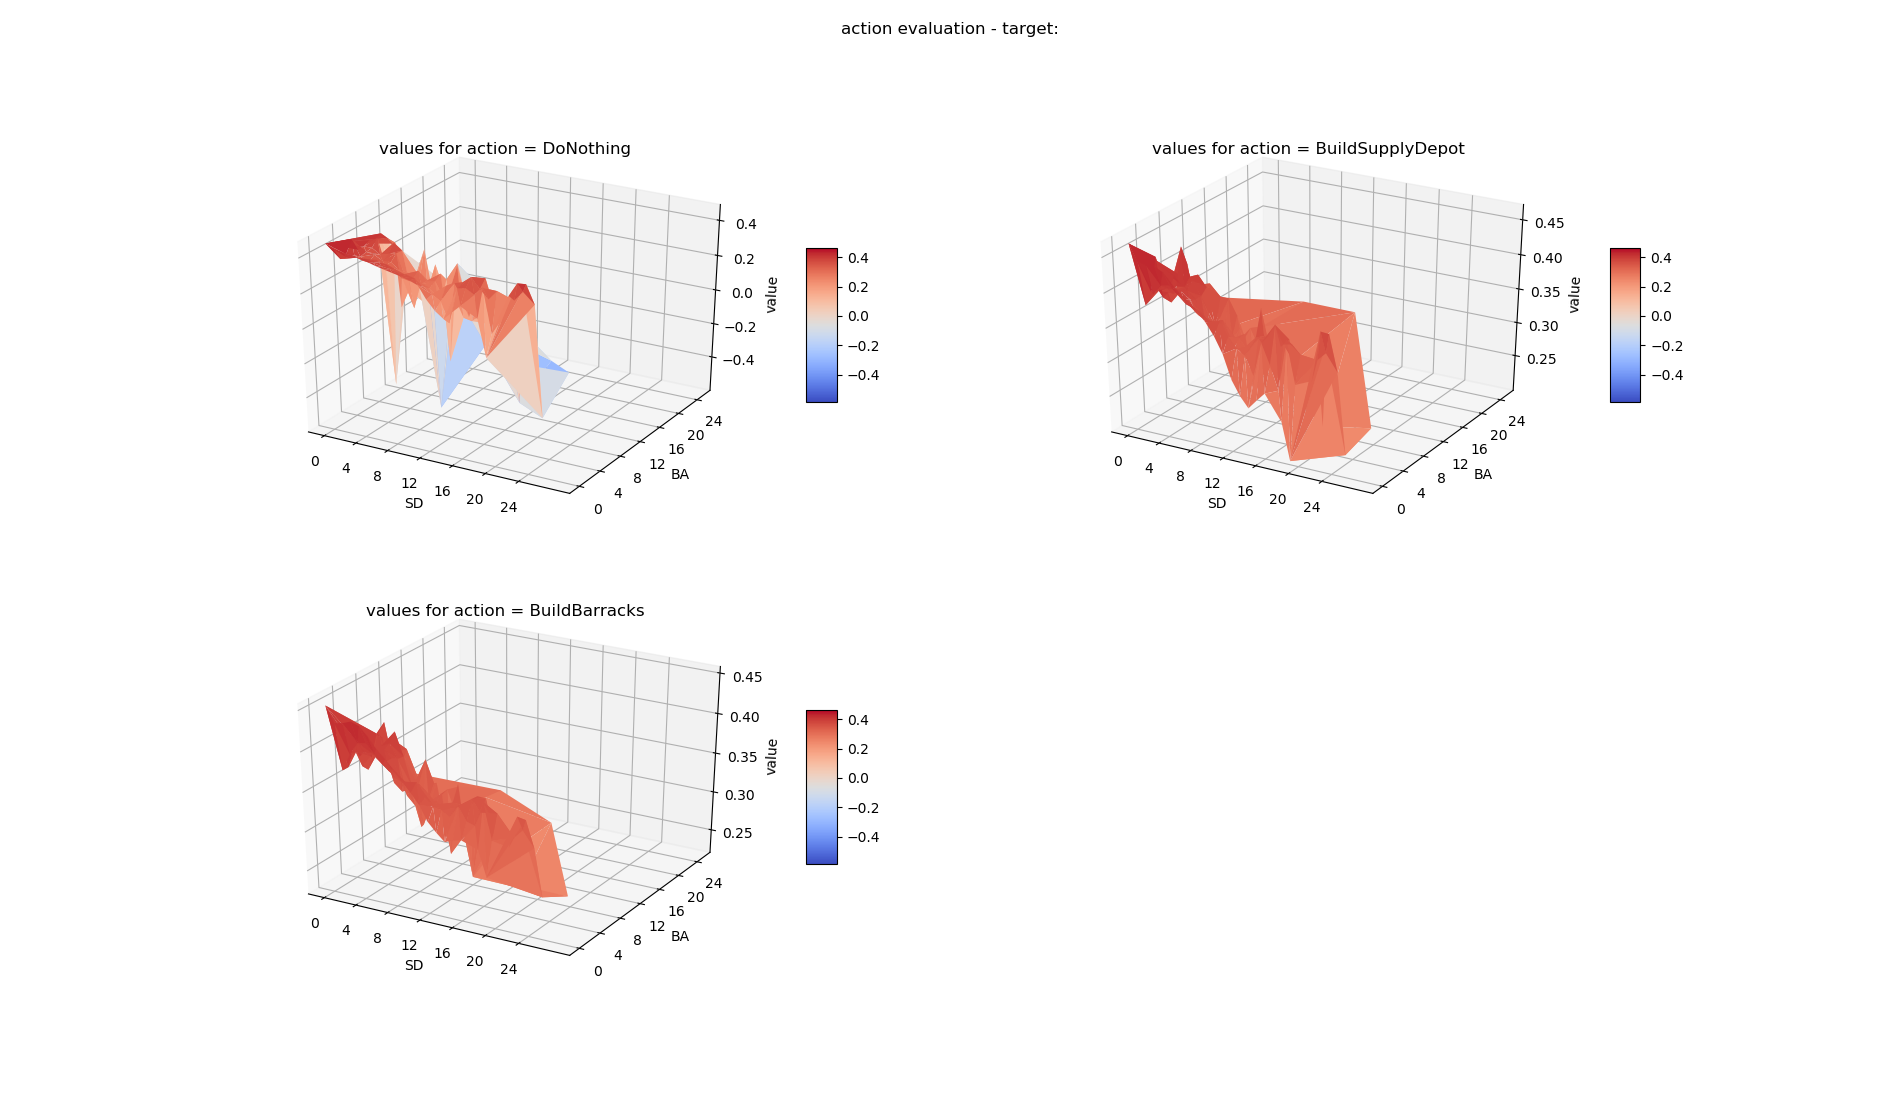 action evaluation - target:
values for action = DoNothing
0.4
0.2
0.0
−0.2
−0.4
value
0 4 8 12 16 20 24
SD
0 4 8 12 16 20 24
BA
0.4
0.2
0.0
−0.2
−0.4
values for action = BuildSupplyDepot
0.45
0.40
0.35
0.30
0.25
value
0 4 8 12 16 20 24
SD
0 4 8 12 16 20 24
BA
0.4
0.2
0.0
−0.2
−0.4
values for action = BuildBarracks
0.45
0.40
0.35
0.30
0.25
value
0 4 8 12 16 20 24
SD
0 4 8 12 16 20 24
BA
0.4
0.2
0.0
−0.2
−0.4